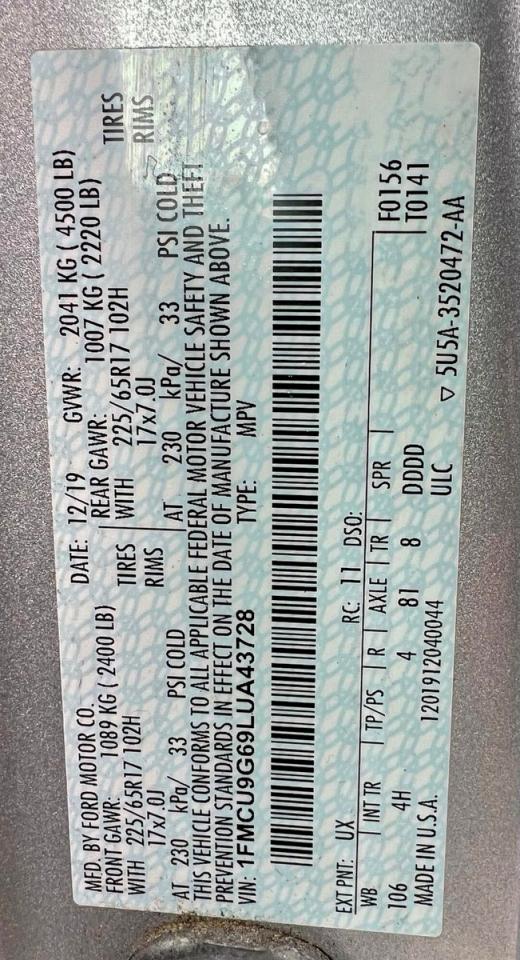 MFD. BY FORD MOTOR CO. DATE: 12/19 GVWR: 2041 KG ( 4500 LB)
FRONT GAWR: 1089 KG ( 2400 LB) REAR GAWR: 1007 KG ( 2220 LB)
WITH 225/65R17 102H TIRES WITH 225/65R17 102H TIRES
17x7.0J RIMS 17x7.0J RIMS
AT 230 kPa/ 33 PSI COLD AT 230 kPa/ 33 PSI COLD
THIS VEHICLE CONFORMS TO ALL APPLICABLE FEDERAL MOTOR VEHICLE SAFETY AND THEFT
PREVENTION STANDARDS IN EFFECT ON THE DATE OF MANUFACTURE SHOWN ABOVE.
VIN: 1FMCU9G69LUA43728 TYPE: MPV
EXT PNT: UX RC: 11 DSO:
WB INT TR TP/PS R AXLE TR SPR F0156
106 4H 4 81 8 DDDD T0141
MADE IN U.S.A. 1201912040044 ULC
▽ 5U5A-3520472-AA